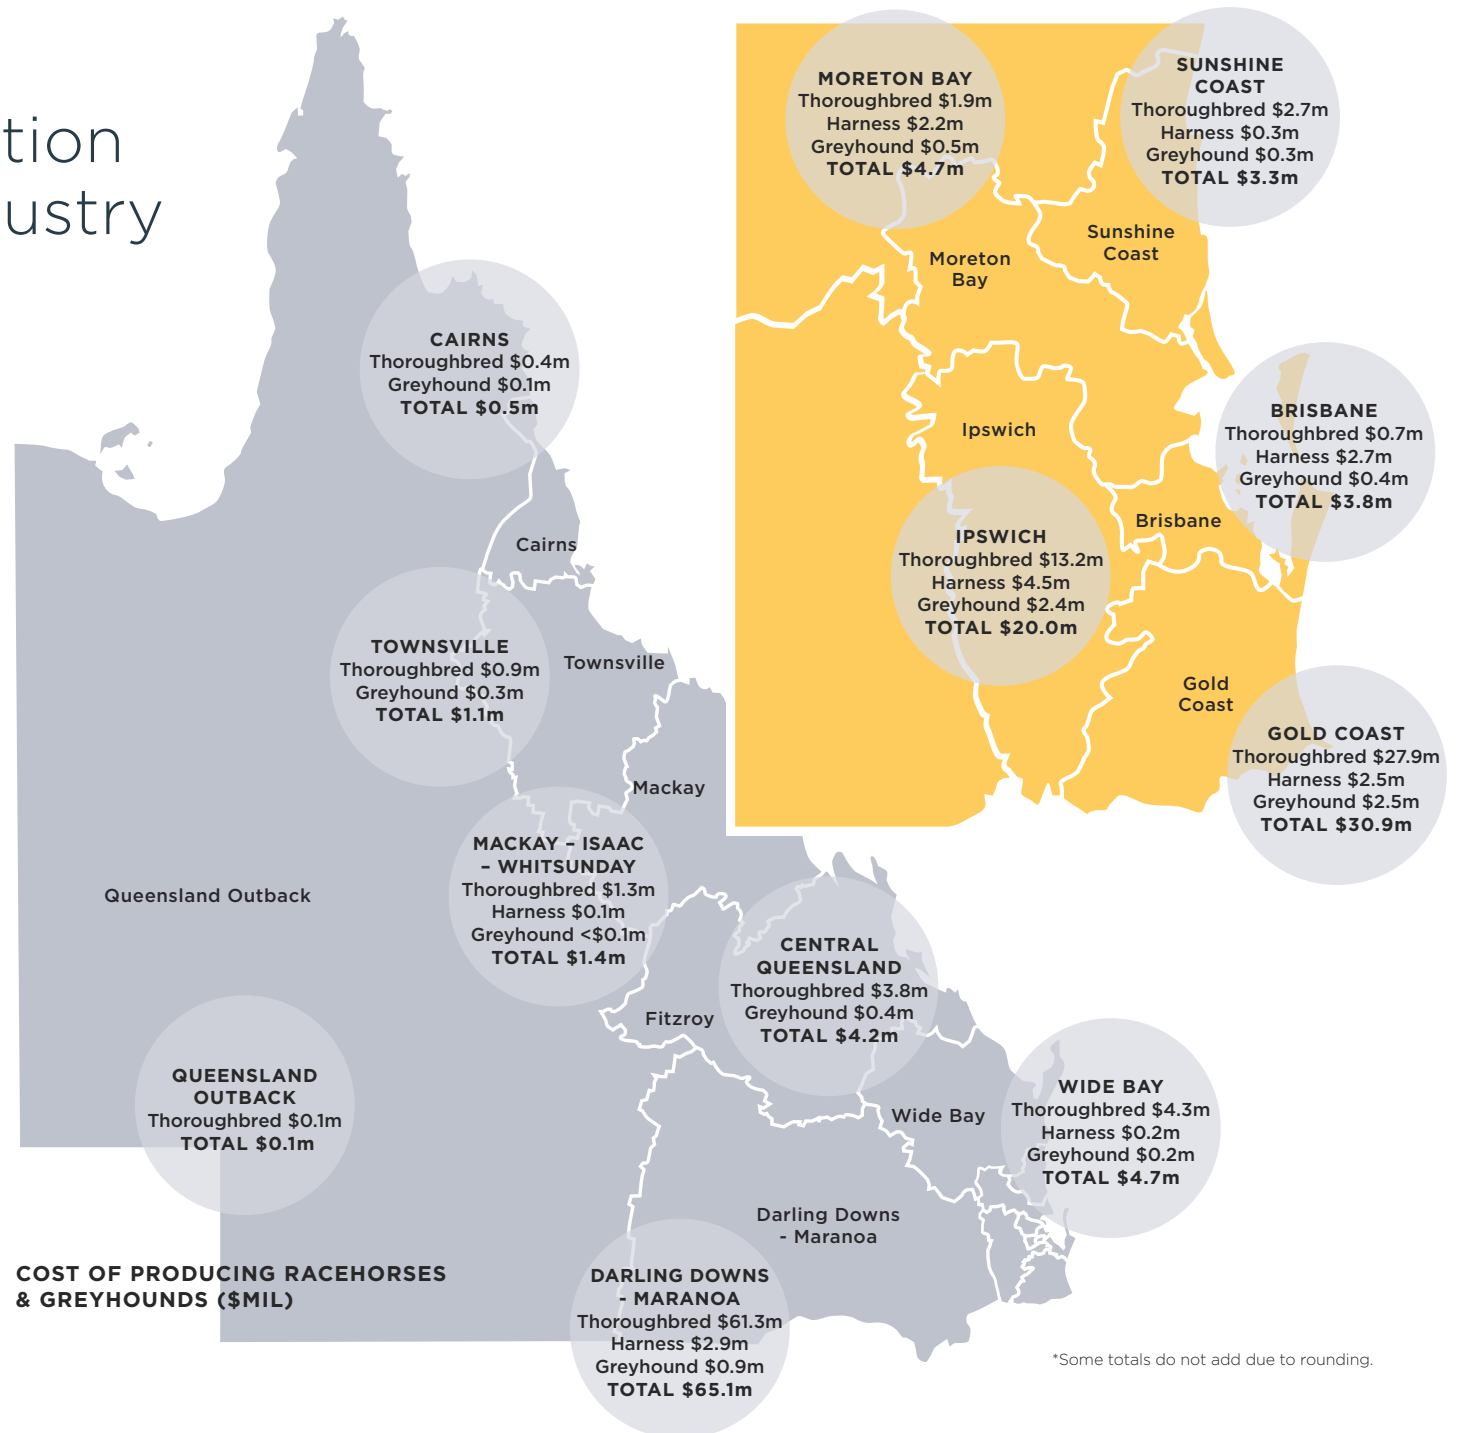 tion
ustry
MORETON BAY
Thoroughbred $1.9m
Harness $2.2m
Greyhound $0.5m
TOTAL $4.7m
SUNSHINE
COAST
Thoroughbred $2.7m
Harness $0.3m
Greyhound $0.3m
TOTAL $3.3m
Sunshine
Coast
Moreton
Bay
CAIRNS
Thoroughbred $0.4m
Greyhound $0.1m
TOTAL $0.5m
BRISBANE
Thoroughbred $0.7m
Harness $2.7m
Greyhound $0.4m
TOTAL $3.8m
Ipswich
Brisbane
IPSWICH
Thoroughbred $13.2m
Harness $4.5m
Greyhound $2.4m
TOTAL $20.0m
Cairns
TOWNSVILLE
Thoroughbred $0.9m
Greyhound $0.3m
TOTAL $1.1m
Townsville
Gold
Coast
GOLD COAST
Thoroughbred $27.9m
Harness $2.5m
Greyhound $2.5m
TOTAL $30.9m
Mackay
MACKAY – ISAAC
– WHITSUNDAY
Thoroughbred $1.3m
Harness $0.1m
Greyhound <$0.1m
TOTAL $1.4m
Queensland Outback
CENTRAL
QUEENSLAND
Thoroughbred $3.8m
Greyhound $0.4m
TOTAL $4.2m
Fitzroy
QUEENSLAND
OUTBACK
Thoroughbred $0.1m
TOTAL $0.1m
WIDE BAY
Thoroughbred $4.3m
Harness $0.2m
Greyhound $0.2m
TOTAL $4.7m
Wide Bay
Darling Downs
- Maranoa
COST OF PRODUCING RACEHORSES
& GREYHOUNDS ($MIL)
DARLING DOWNS
- MARANOA
Thoroughbred $61.3m
Harness $2.9m
Greyhound $0.9m
TOTAL $65.1m
*Some totals do not add due to rounding.